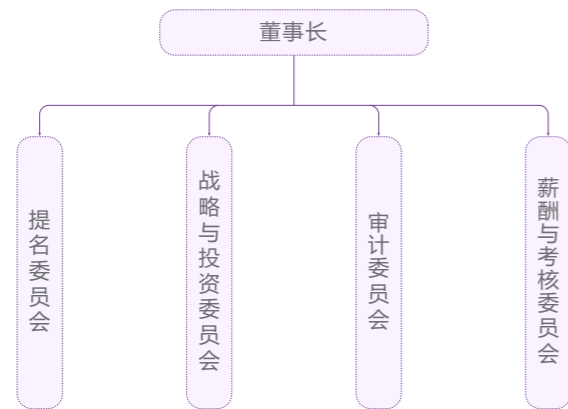 董事长
提名委员会
战略与投资委员会
审计委员会
薪酬与考核委员会